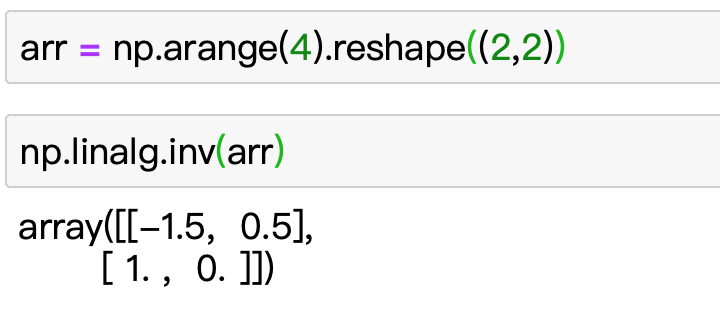 arr = np.arange(4).reshape((2,2))
np.linalg.inv(arr)
array([[-1.5,  0.5],
       [ 1. ,  0. ]])